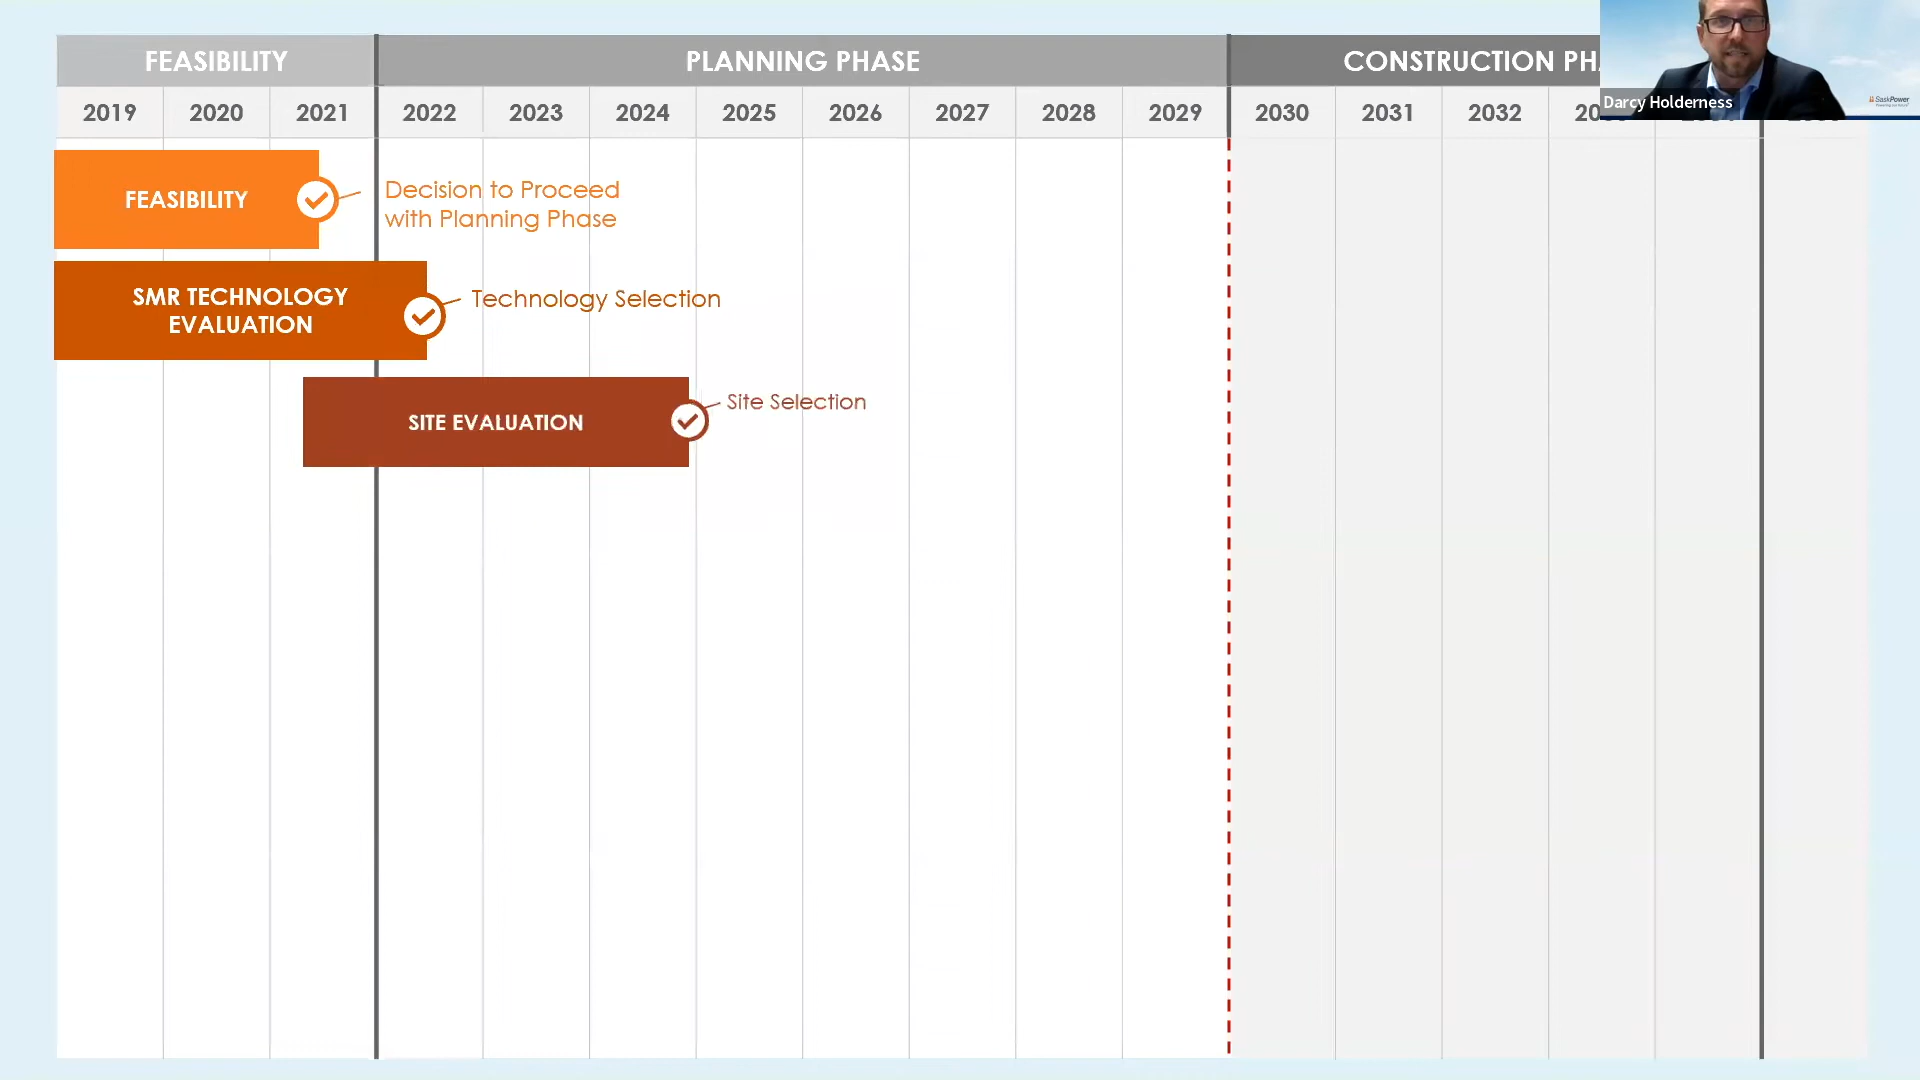 FEASIBILITY
PLANNING PHASE
CONSTRUCTION
2019 2020 2021 2022 2023 2024 2025 2026 2027 2028 2029 2030 2031 2032
Darcy Holderness
SaskPower
FEASIBILITY
Decision to Proceed
with Planning Phase
SMR TECHNOLOGY
EVALUATION
Technology Selection
SITE EVALUATION
Site Selection